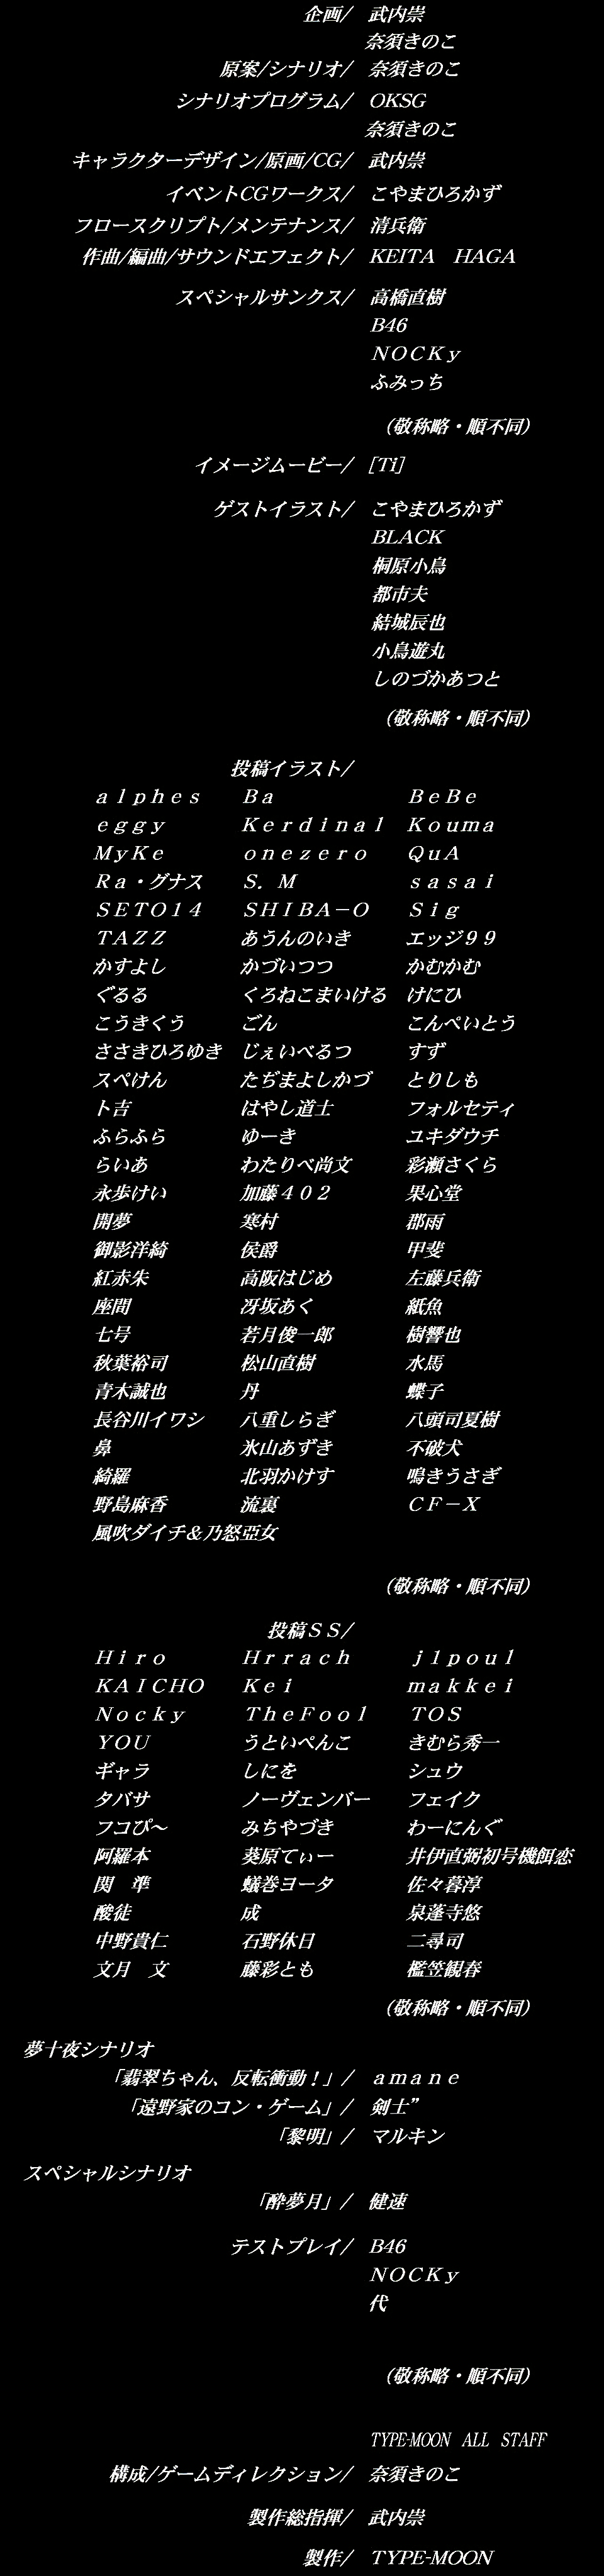 企画/ 武内崇
奈須きのこ
原案/シナリオ/ 奈須きのこ
シナリオプログラム/ OKSG
奈須きのこ
キャラクターデザイン/原画/CG/ 武内崇
イベントCGワークス/ こやまひろかず
フロースクリプト/メンテナンス/ 清兵衛
作曲/編曲/サウンドエフェクト/ KEITA HAGA
スペシャルサンクス/ 高橋直樹
B46
ＮＯＣＫｙ
ふみっち
（敬称略・順不同）
イメージムービー/ [Ti]
ゲストイラスト/ こやまひろかず
BLACK
桐原小鳥
都市夫
結城辰也
小鳥遊丸
しのづかあつと
（敬称略・順不同）
投稿イラスト/
ａｌｐｈｅｓ Ｂａ ＢｅＢｅ
ｅｇｇｙ Ｋｅｒｄｉｎａｌ Ｋｏｕｍａ
ＭｙＫｅ ｏｎｅｚｅｒｏ ＱｕＡ
Ｒａ・グナス Ｓ．Ｍ ｓａｓａｉ
ＳＥＴＯ１４ ＳＨＩＢＡ－Ｏ Ｓｉｇ
ＴＡＺＺ あうんのいき エッジ９９
かすよし かづいつつ かむかむ
ぐるる くろねこまいける けにひ
こうきくう ごん こんぺいとう
ささきひろゆき じぇいべるつ すず
スペけん たぢまよしかづ とりしも
ト吉 はやし道士 フォルセティ
ふらふら ゆーき ユキダウチ
らいあ わたりべ尚文 彩瀬さくら
永歩けい 加藤４０２ 果心堂
開夢 寒村 郡雨
御影洋綺 侯爵 甲斐
紅赤朱 高阪はじめ 左藤兵衛
座間 冴坂あく 紙魚
七号 若月俊一郎 樹響也
秋葉裕司 松山直樹 水馬
青木誠也 丹 蝶子
長谷川イワシ 八重しらぎ 八頭司夏樹
鼻 氷山あずき 不破犬
綺羅 北羽かけす 鳴きうさぎ
野島麻香 流裏 ＣＦ－Ｘ
風吹ダイチ＆乃怒亞女
（敬称略・順不同）
投稿ＳＳ/
Ｈｉｒｏ Ｈｒｒａｃｈ ｊ１ｐｏｕｌ
ＫＡＩＣＨＯ Ｋｅｉ ｍａｋｋｅｉ
Ｎｏｃｋｙ ＴｈｅＦｏｏｌ ＴＯＳ
ＹＯＵ うといぺんこ きむら秀一
ギャラ しにを シュウ
タバサ ノーヴェンバー フェイク
フコぴ～ みちやづき わーにんぐ
阿羅本 葵原てぃー 井伊直弼初号機餌恋
関　準 蟻巻ヨータ 佐々暮淳
酸徒 成 泉蓬寺悠
中野貴仁 石野休日 二尋司
文月　文 藤彩とも 檻笠観春
（敬称略・順不同）
夢十夜シナリオ
「翡翠ちゃん、反転衝動！」/ ａｍａｎｅ
「遠野家のコン・ゲーム」/ 剣士”
「黎明」/ マルキン
スペシャルシナリオ
「酔夢月」/ 健速
テストプレイ/ B46
ＮＯＣＫｙ
代
（敬称略・順不同）
TYPE-MOON ALL STAFF
構成/ゲームディレクション/ 奈須きのこ
製作総指揮/ 武内崇
製作/ TYPE-MOON